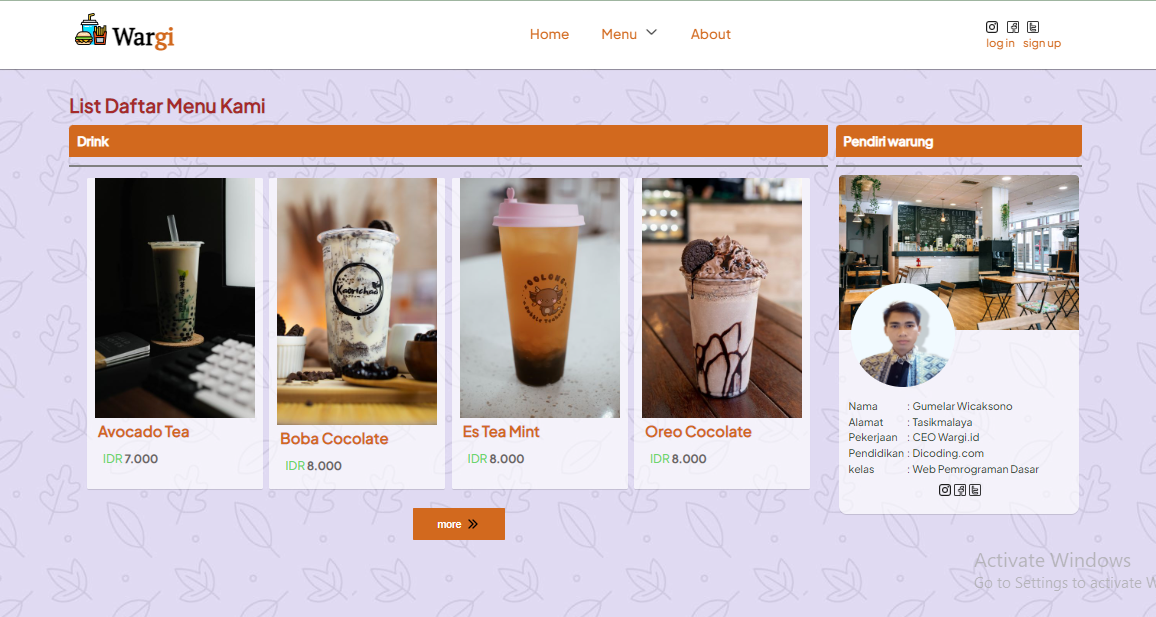 Wargi
Home Menu About
log in sign up
List Daftar Menu Kami
Drink
Pendiri warung
Kaorichaa
Avocado Tea
IDR 7.000
Boba Cocolate
IDR 8.000
Es Tea Mint
IDR 8.000
Oreo Cocolate
IDR 8.000
Nama : Gumelar Wicaksono
Alamat : Tasikmalaya
Pekerjaan : CEO Wargi.id
Pendidikan : Dicoding.com
kelas : Web Pemrograman Dasar
more
Activate Windows
Go to Settings to activate W